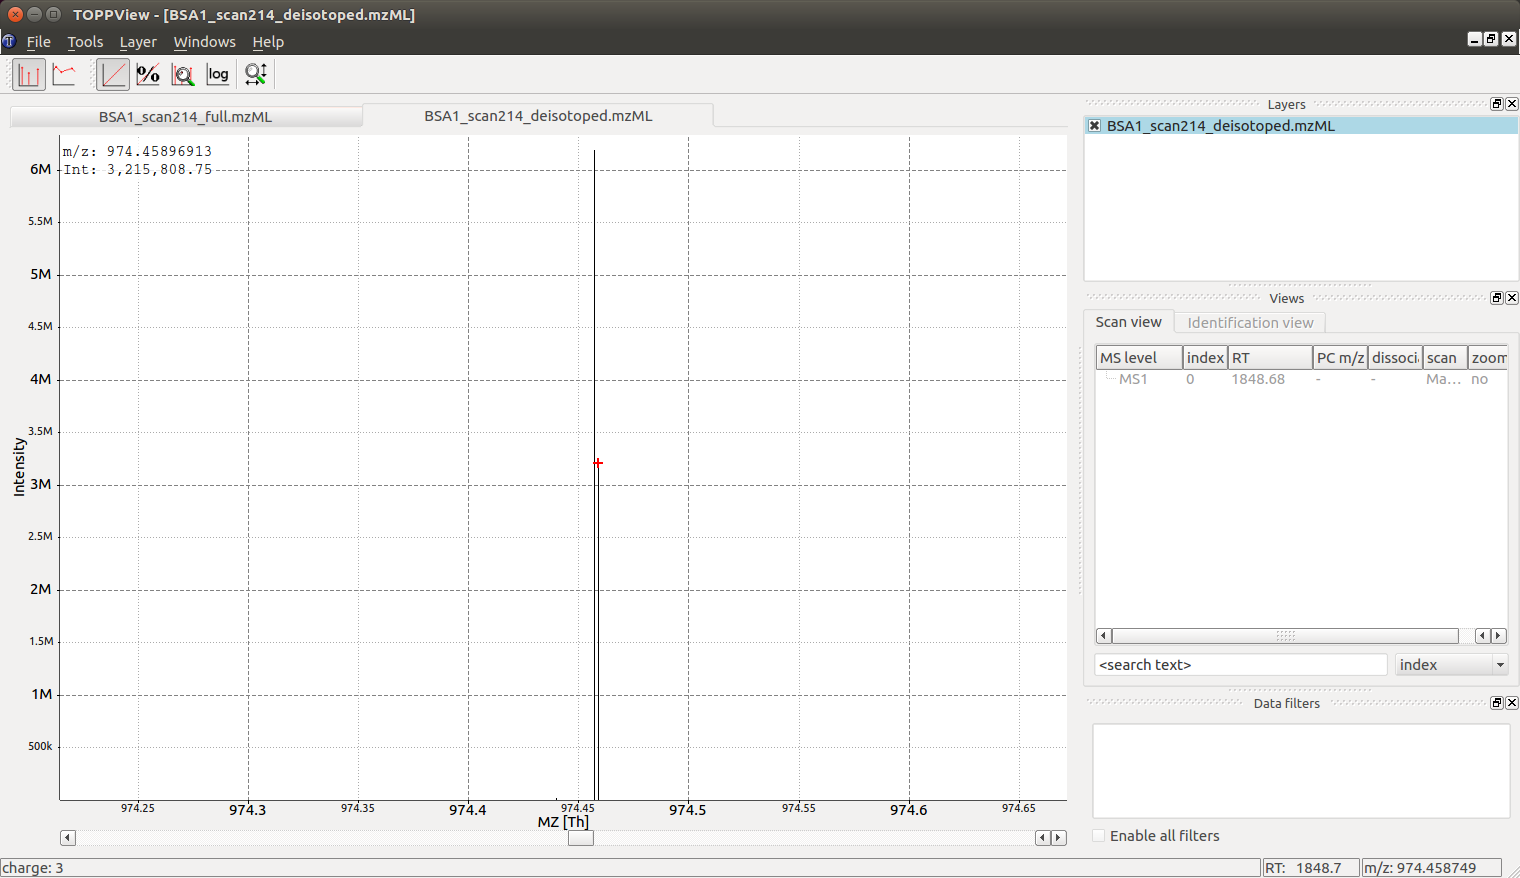 TOPPView - [BSA1_scan214_deisotoped.mzML]
File Tools Layer Windows Help
% log
BSA1_scan214_full.mzML BSA1_scan214_deisotoped.mzML
m/z: 974.45896913
Int: 3,215,808.75
6M
5.5M
5M
4.5M
4M
3.5M
3M
2.5M
2M
1.5M
1M
500k
Intensity
974.25 974.3 974.35 974.4 974.45 974.5 974.55 974.6 974.65
MZ [Th]
Layers
BSA1_scan214_deisotoped.mzML
Views
Scan view Identification view
MS level index RT PC m/z dissoci scan zoom
MS1 0 1848.68 - - Ma... no
<search text> index
Data filters
Enable all filters
charge: 3 RT: 1848.7 m/z: 974.458749